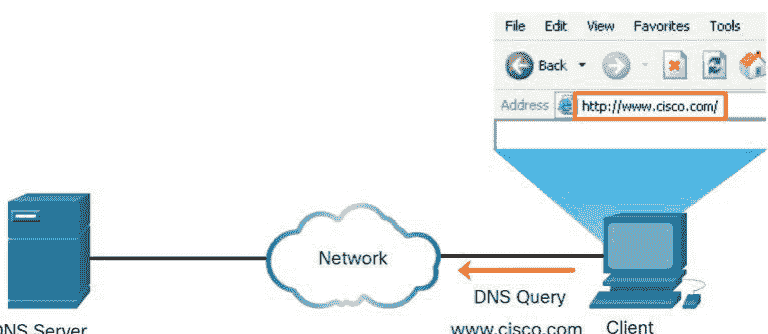 File Edit View Favorites Tools
Back
Address http://www.cisco.com/
Network
DNS Query
www.cisco.com
Client
DNS Server